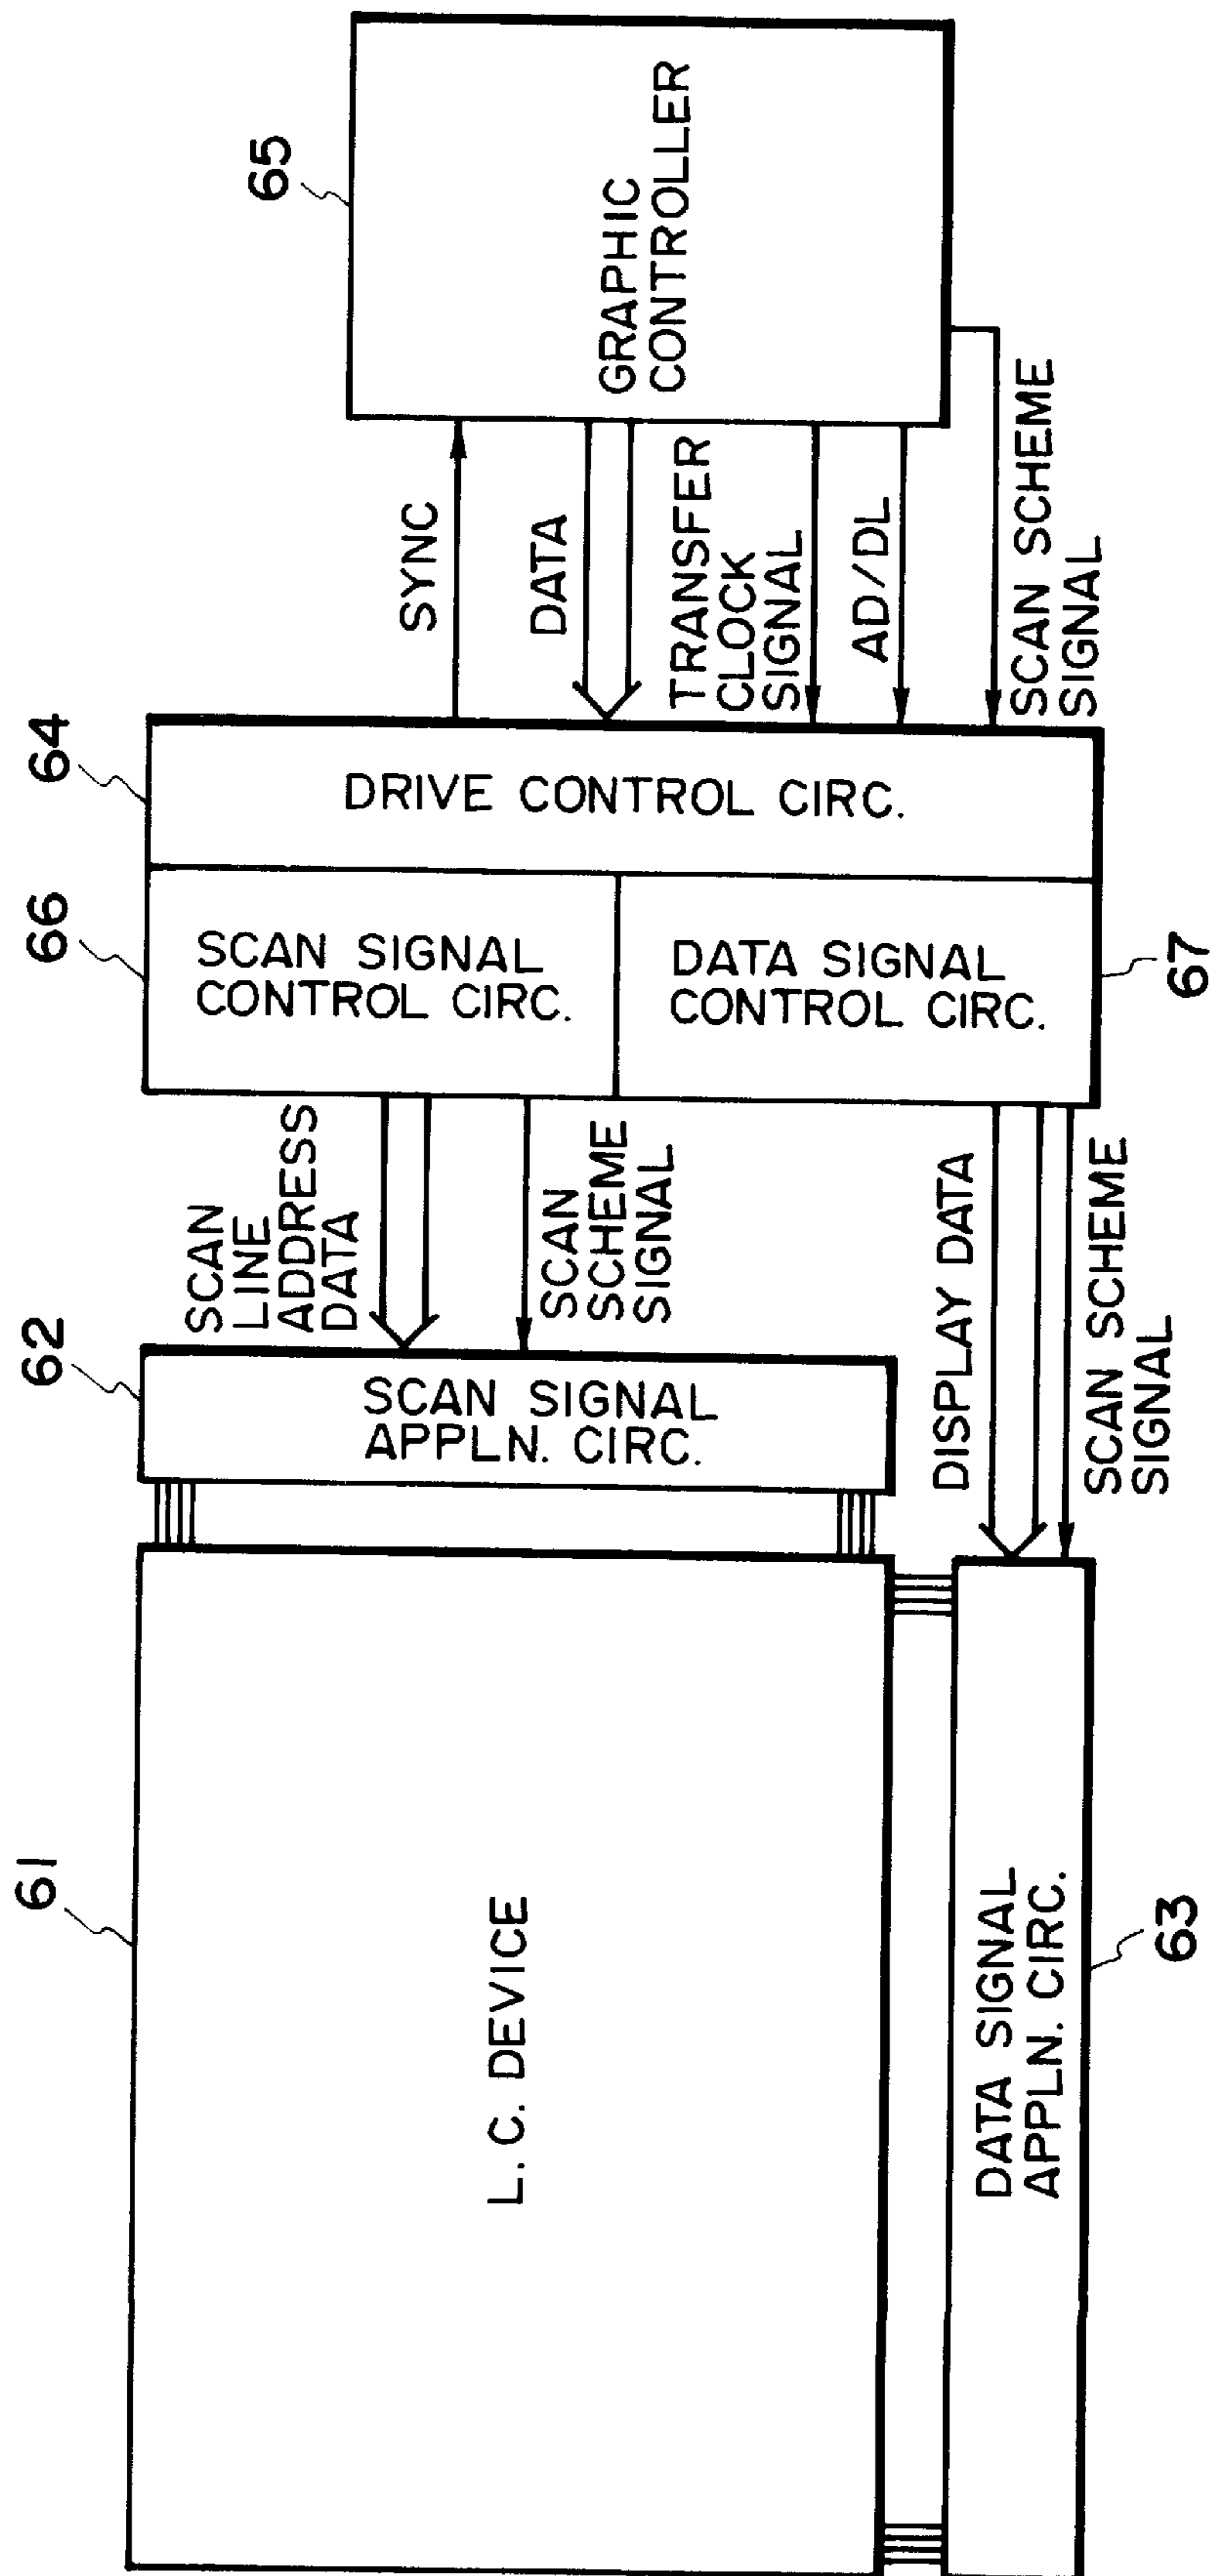 65
GRAPHIC
CONTROLLER
SYNC
DATA
TRANSFER
CLOCK
SIGNAL
AD/DL
SCAN SCHEME
SIGNAL
64
DRIVE CONTROL CIRC.
66
SCAN SIGNAL
CONTROL CIRC.
DATA SIGNAL
CONTROL CIRC.
67
SCAN
LINE
ADDRESS
DATA
SCAN
SCHEME
SIGNAL
DISPLAY DATA
SCAN SCHEME
SIGNAL
62
SCAN SIGNAL
APPLN. CIRC.
61
L. C. DEVICE
DATA SIGNAL
APPLN. CIRC.
63